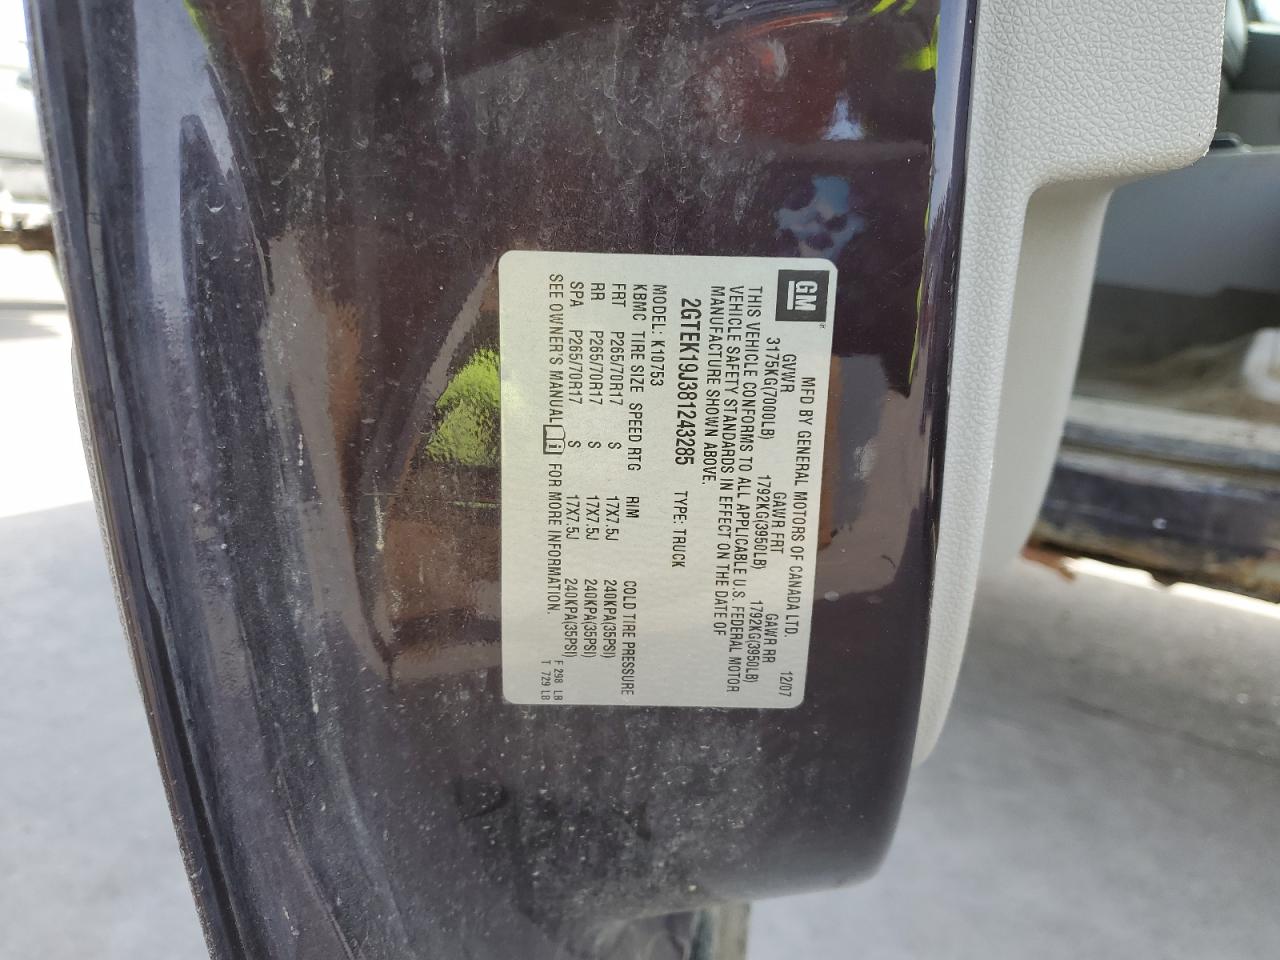 GM
MFD BY GENERAL MOTORS OF CANADA LTD. 12/07
GVWR GAWR FRT GAWR RR
3175KG(7000LB) 1792KG(3950LB) 1792KG(3950LB)
THIS VEHICLE CONFORMS TO ALL APPLICABLE U.S. FEDERAL MOTOR
VEHICLE SAFETY STANDARDS IN EFFECT ON THE DATE OF
MANUFACTURE SHOWN ABOVE.
2GTEK19J381243285 TYPE: TRUCK
MODEL: K10753
KBMC TIRE SIZE SPEED RTG RIM COLD TIRE PRESSURE
FRT P265/70R17 S 17X7.5J 240KPA(35PSI)
RR P265/70R17 S 17X7.5J 240KPA(35PSI)
SPA P265/70R17 S 17X7.5J 240KPA(35PSI)
SEE OWNER'S MANUAL i FOR MORE INFORMATION.
F 298 LB
T 729 LB